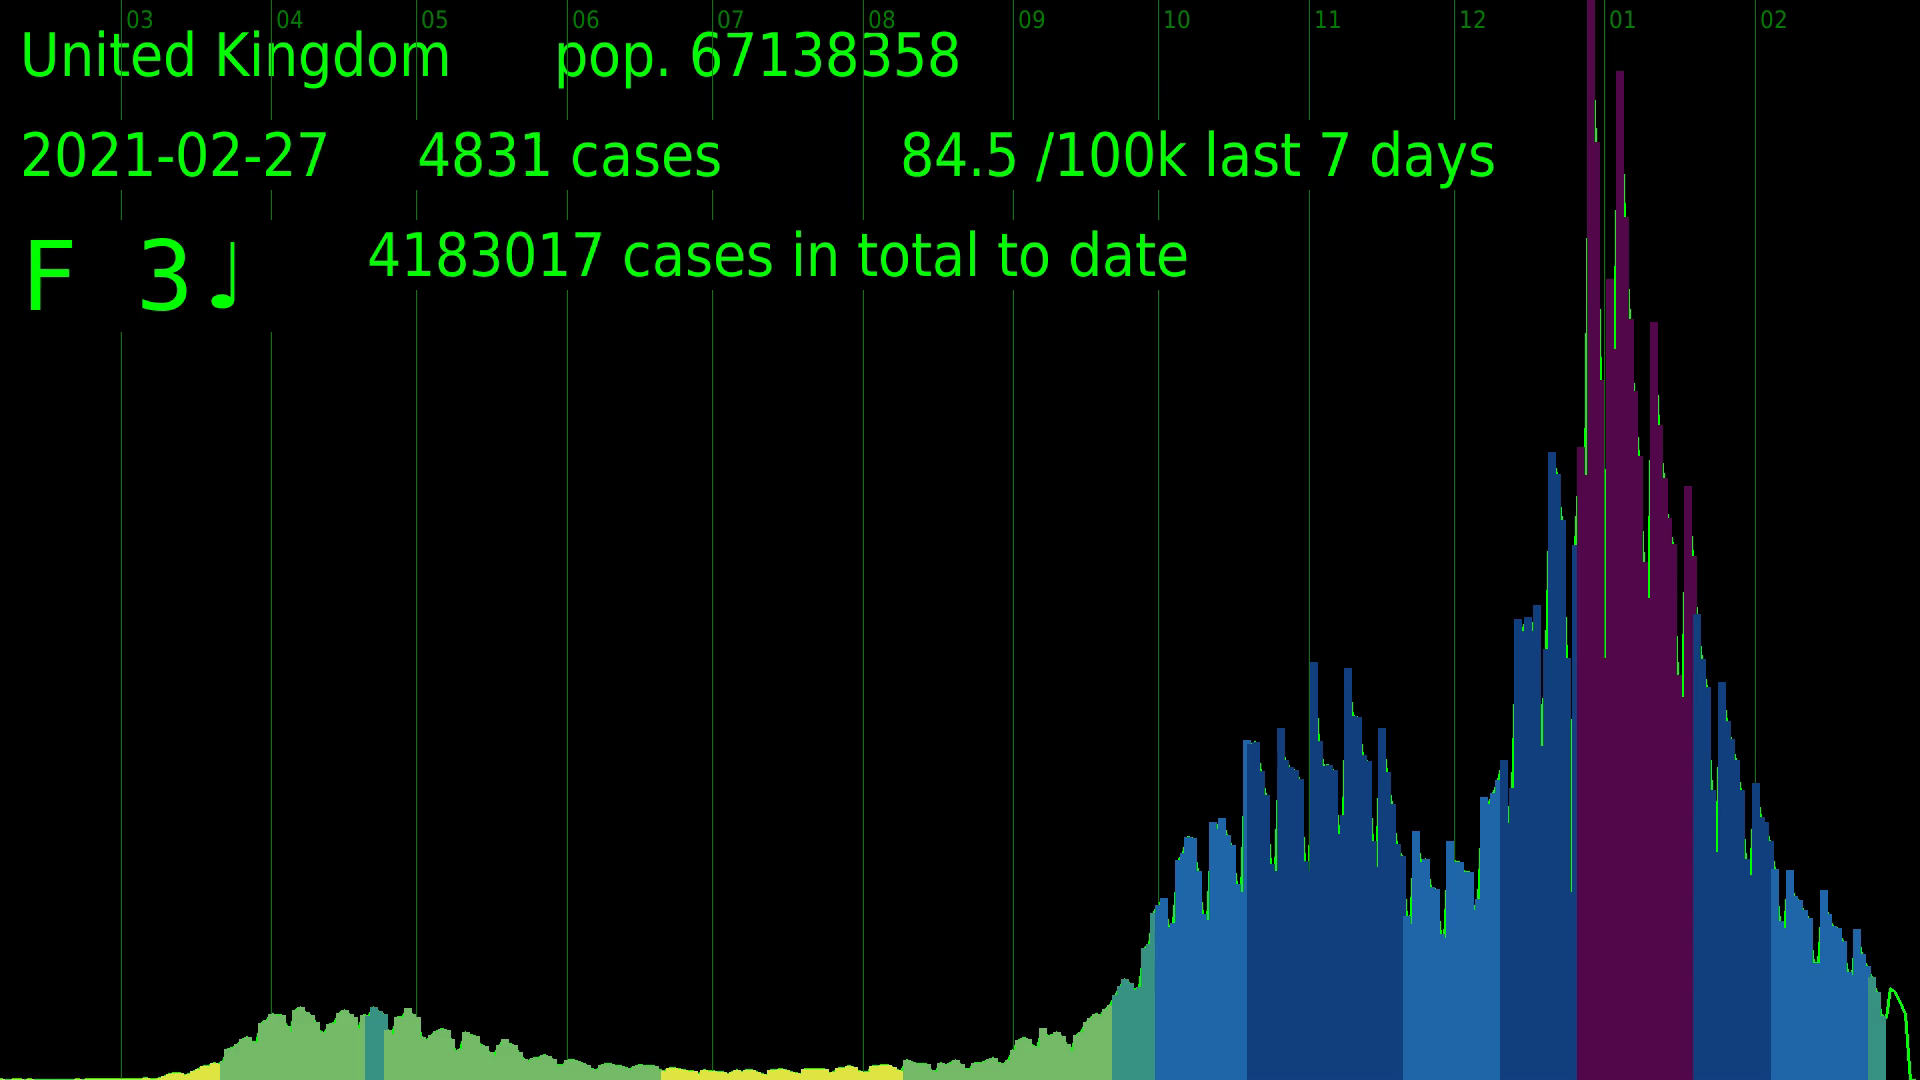 03 04 05 06 07 08 09 10 11 12 01 02
United Kingdom pop. 67138358
2021-02-27 4831 cases 84.5 /100k last 7 days
F 3♩ 4183017 cases in total to date